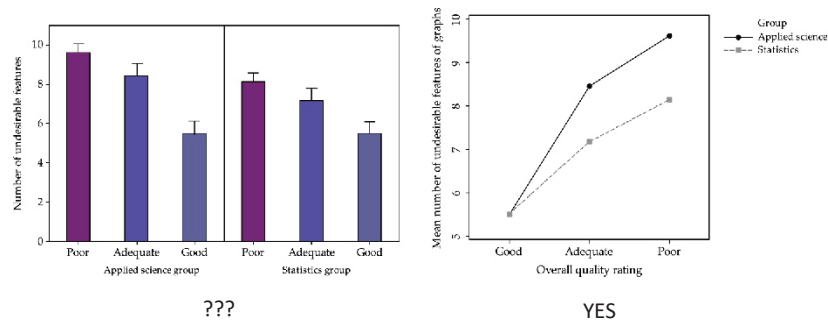 Number of undesirable features
10
8
6
4
2
0
Poor Adequate Good Poor Adequate Good
Applied science group Statistics group
???
Mean number of undesirable features of graphs
10
9
8
7
6
5
Good Adequate Poor
Overall quality rating
Group
Applied science
Statistics
YES